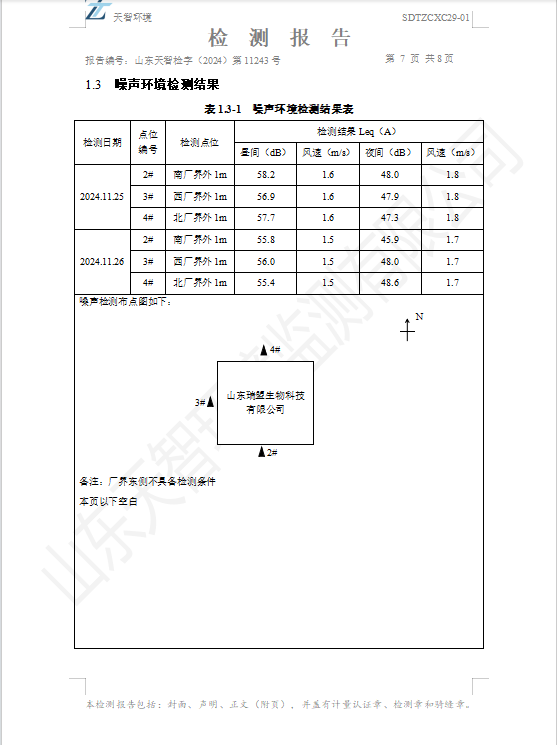 天智环境 SDTZCXC29-01
检 测 报 告
报告编号：山东天智检字（2024）第 11243 号 第 7 页 共8页
1.3 噪声环境检测结果
表 1.3-1 噪声环境检测结果表
检测日期 点位编号 检测点位 检测结果 Leq（A）
昼间（dB） 风速（m/s） 夜间（dB） 风速（m/s）
2024.11.25 2# 南厂界外 1m 58.2 1.6 48.0 1.8
3# 西厂界外 1m 56.9 1.6 47.9 1.8
4# 北厂界外 1m 57.7 1.6 47.3 1.8
2024.11.26 2# 南厂界外 1m 55.8 1.5 45.9 1.7
3# 西厂界外 1m 56.0 1.5 48.0 1.7
4# 北厂界外 1m 55.4 1.5 48.6 1.7
噪声检测布点图如下：
N
4#
3#
山东瑞盟生物科技
有限公司
2#
备注：厂界东侧不具备检测条件
本页以下空白
山东天智环境监测有限公司
本检测报告包括：封面、声明、正文（附页），并盖有计量认证章、检测章和骑缝章。